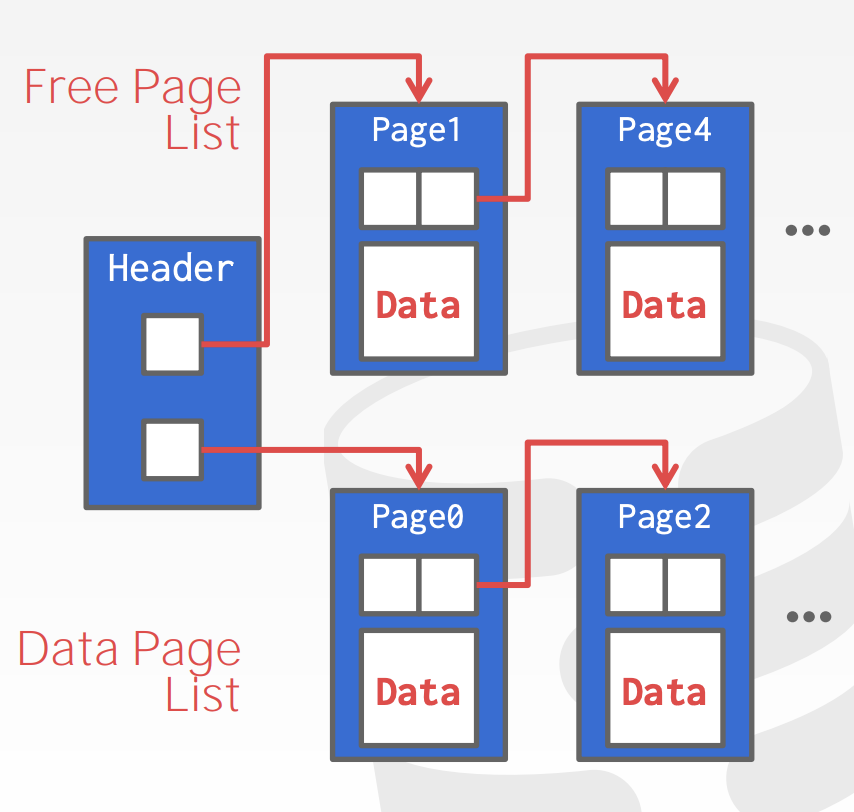 Free Page
List
Page1
Page4
Data
Data
Header
Page0
Page2
Data
Data
Data Page
List